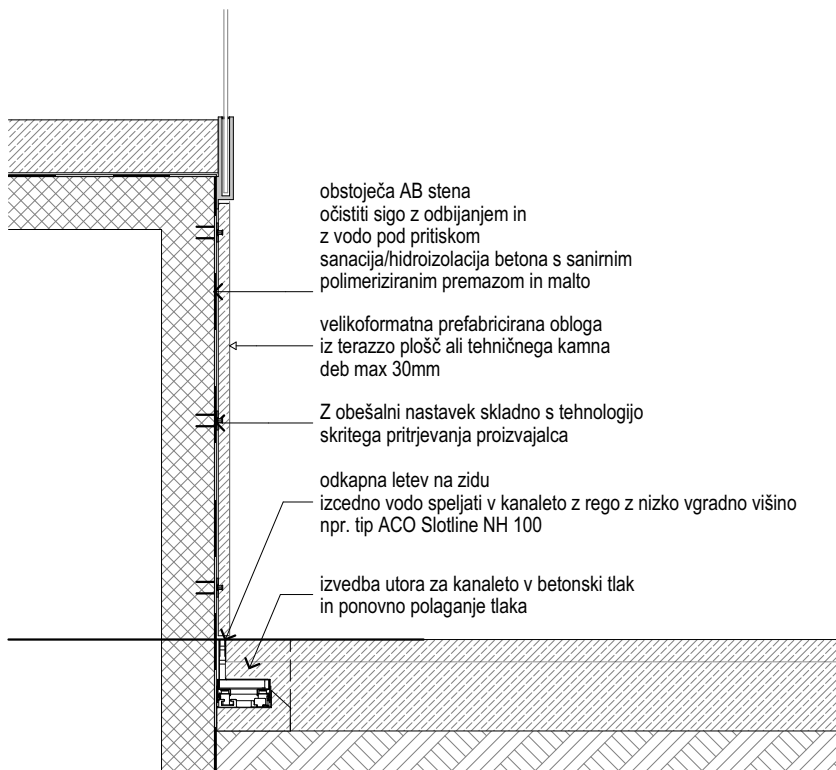 obstoječa AB stena
očistiti sigo z odbijanjem in
z vodo pod pritiskom
sanacija/hidroizolacija betona s sanirnim
polimeriziranim premazom in malto
velikoformatna prefabricirana obloga
iz terazzo plošč ali tehničnega kamna
deb max 30mm
Z obešalni nastavek skladno s tehnologijo
skritega pritrjevanja proizvajalca
odkapna letev na zidu
izcedno vodo speljati v kanaleto z rego z nizko vgradno višino
npr. tip ACO Slotline NH 100
izvedba utora za kanaleto v betonski tlak
in ponovno polaganje tlaka